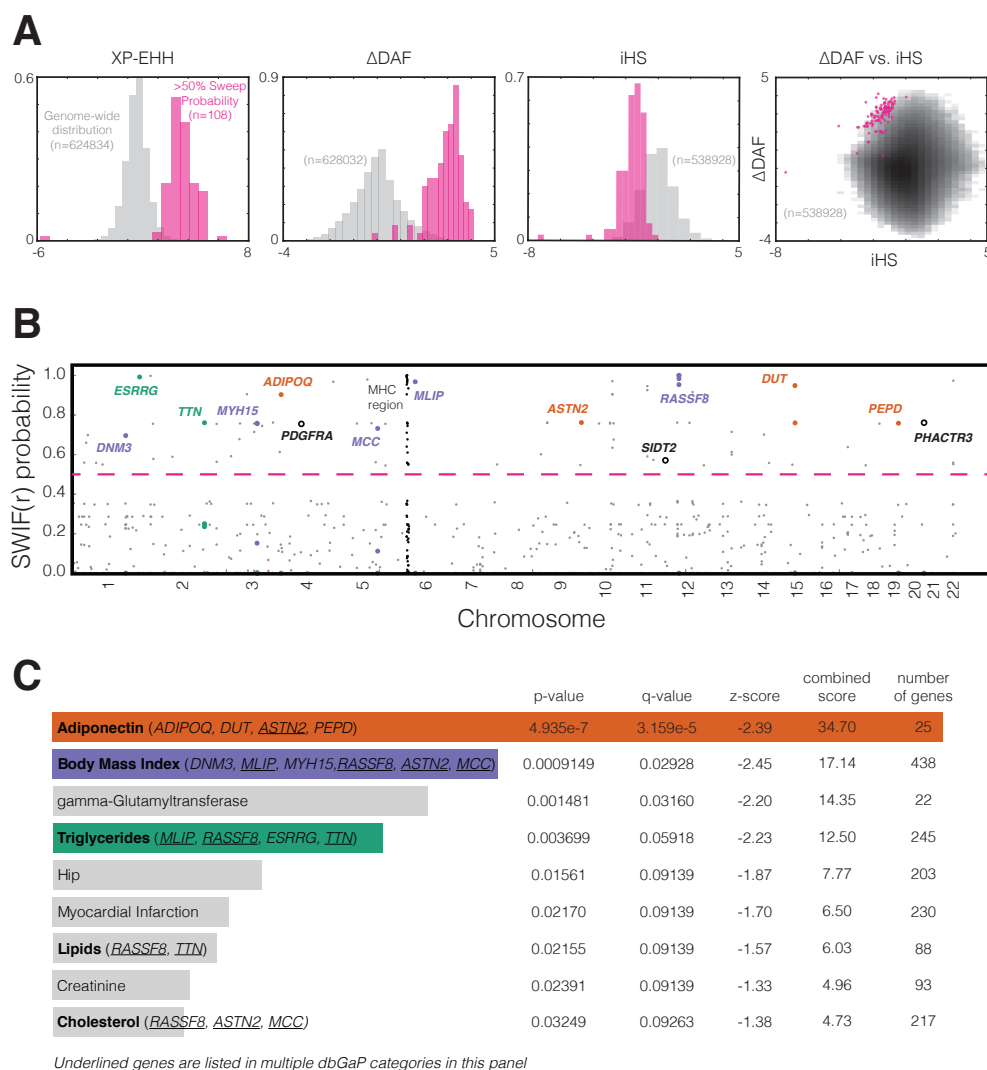 A
XP-EHH
ΔDAF
iHS
ΔDAF vs. iHS
0.6
0
-6
8
Genome-wide
distribution
(n=624834)
>50% Sweep
Probability
(n=108)
0.9
0
-4
5
(n=628032)
0.7
0
-8
5
(n=538928)
5
ΔDAF
-4
-8
5
(n=538928)
iHS
B
SWIF(r) probability
1.0
0.8
0.6
0.4
0.2
0.0
ESRRG
DNM3
TTN
MYH15
ADIPOQ
PDGFRA
MHC
region
MCC
MLIP
ASTN2
SIDT2
RASSF8
DUT
PEPD
PHACTR3
1 2 3 4 5 6 7 8 9 10 11 12 13 14 15 16 17 18 19 20 21 22
Chromosome
C
p-value q-value z-score combined score number of genes
Adiponectin (ADIPOQ, DUT, ASTN2, PEPD) 4.935e-7 3.159e-5 -2.39 34.70 25
Body Mass Index (DNM3, MLIP, MYH15,RASSF8, ASTN2, MCC) 0.0009149 0.02928 -2.45 17.14 438
gamma-Glutamyltransferase 0.001481 0.03160 -2.20 14.35 22
Triglycerides (MLIP, RASSF8, ESRRG, TTN) 0.003699 0.05918 -2.23 12.50 245
Hip 0.01561 0.09139 -1.87 7.77 203
Myocardial Infarction 0.02170 0.09139 -1.70 6.50 230
Lipids (RASSF8, TTN) 0.02155 0.09139 -1.57 6.03 88
Creatinine 0.02391 0.09139 -1.33 4.96 93
Cholesterol (RASSF8, ASTN2, MCC) 0.03249 0.09263 -1.38 4.73 217
Underlined genes are listed in multiple dbGaP categories in this panel